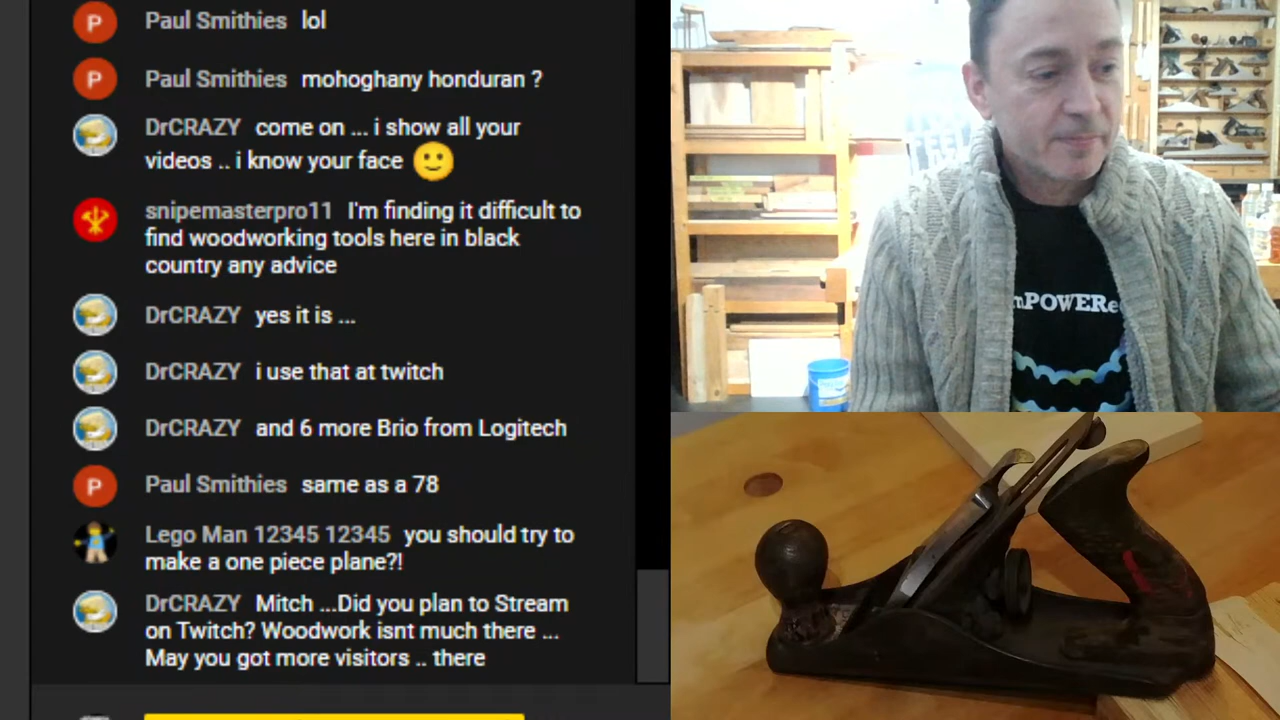 P Paul Smithies lol
P Paul Smithies mohoghany honduran ?
DrCRAZY come on ... i show all your
videos .. i know your face 🙂
snipemasterpro11 I'm finding it difficult to
find woodworking tools here in black
country any advice
DrCRAZY yes it is ...
DrCRAZY i use that at twitch
DrCRAZY and 6 more Brio from Logitech
P Paul Smithies same as a 78
Lego Man 12345 12345 you should try to
make a one piece plane?!
DrCRAZY Mitch ...Did you plan to Stream
on Twitch? Woodwork isnt much there ...
May you got more visitors .. there
mPOWERe